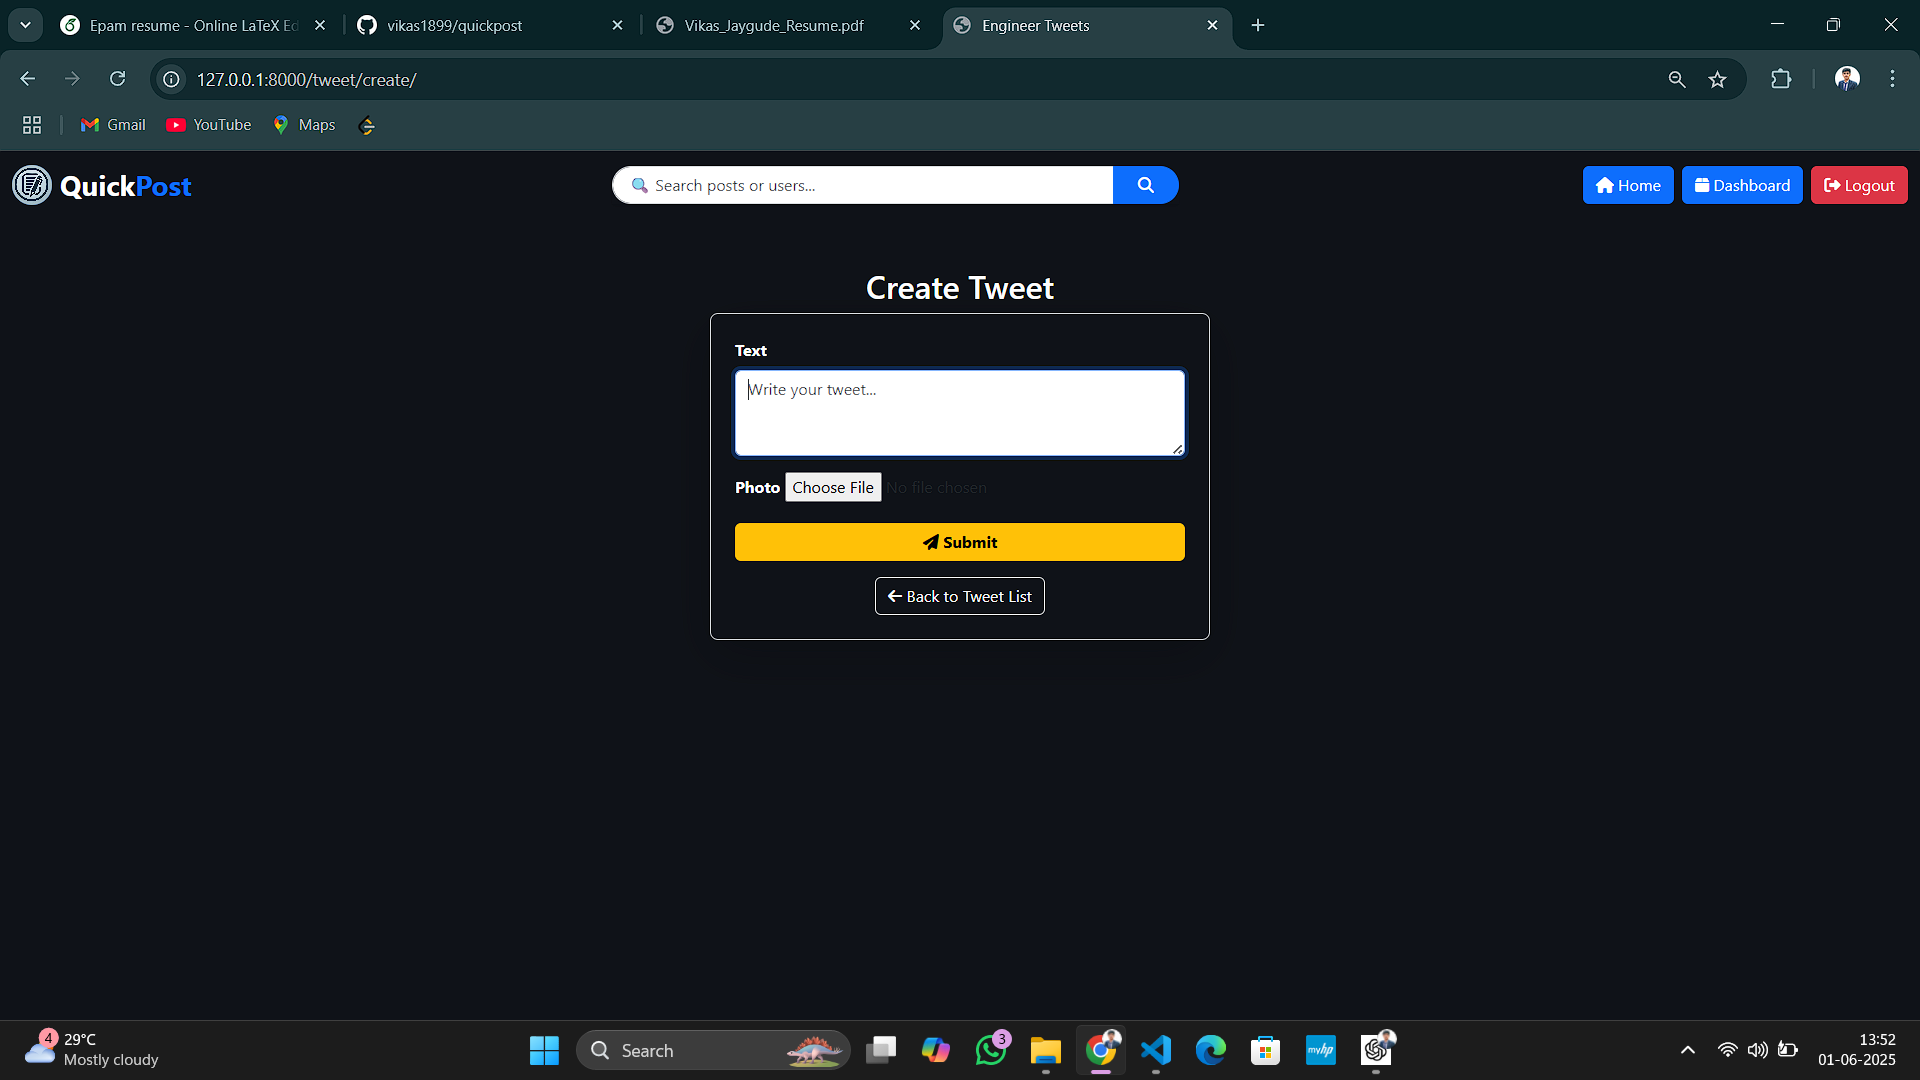 Epam resume - Online LaTeX Ed
vikas1899/quickpost
Vikas_Jaygude_Resume.pdf
Engineer Tweets
127.0.0.1:8000/tweet/create/
Gmail
YouTube
Maps
QuickPost
Search posts or users...
Home
Dashboard
Logout
Create Tweet
Text
Write your tweet...
Photo Choose File No file chosen
Submit
Back to Tweet List
4
29°C
Mostly cloudy
Search
3
myhp
13:52
01-06-2025